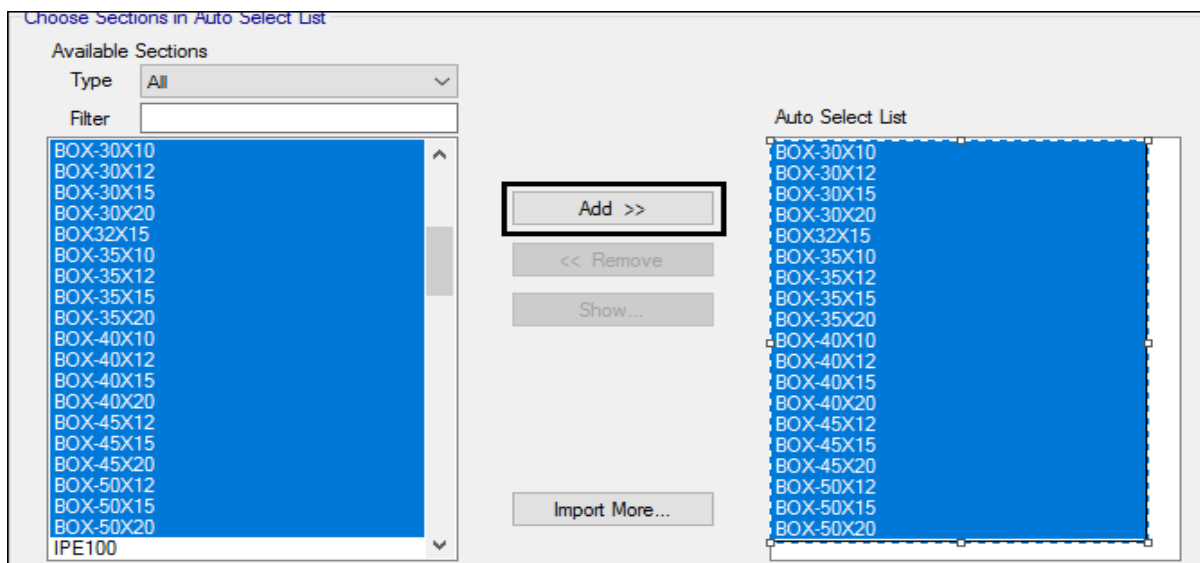 Choose Sections in Auto Select List
Available Sections
Type All
Filter
BOX-30X10
BOX-30X12
BOX-30X15
BOX-30X20
BOX32X15
BOX-35X10
BOX-35X12
BOX-35X15
BOX-35X20
BOX-40X10
BOX-40X12
BOX-40X15
BOX-40X20
BOX-45X12
BOX-45X15
BOX-45X20
BOX-50X12
BOX-50X15
BOX-50X20
IPE100
Add >>
<< Remove
Show...
Import More...
Auto Select List
BOX-30X10
BOX-30X12
BOX-30X15
BOX-30X20
BOX32X15
BOX-35X10
BOX-35X12
BOX-35X15
BOX-35X20
BOX-40X10
BOX-40X12
BOX-40X15
BOX-40X20
BOX-45X12
BOX-45X15
BOX-45X20
BOX-50X12
BOX-50X15
BOX-50X20